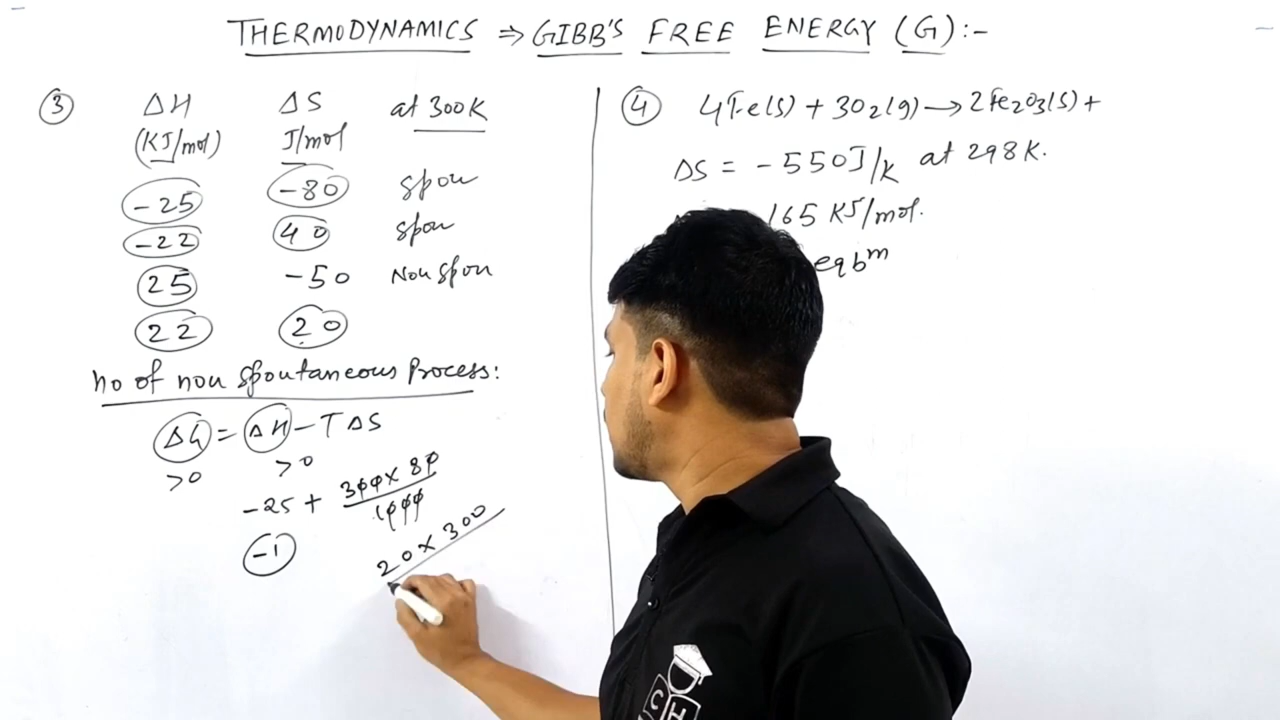 THERMODYNAMICS ⇒ GIBB'S FREE ENERGY (G):-
③ ΔH ΔS at 300K
(KJ/mol) J/mol
-25 -80 spon
-22 40 spon
25 -50 Non spon
22 20
no of non spontaneous process:
ΔG = ΔH - TΔS
>0 >0
-25 + 300 x 80
1000
-1
20 x 300
④ 4Fe(s) + 3O2(g) → 2Fe2O3(s) +
ΔS = -550J/k at 298K.
165 KJ/mol.
eqbm
C H